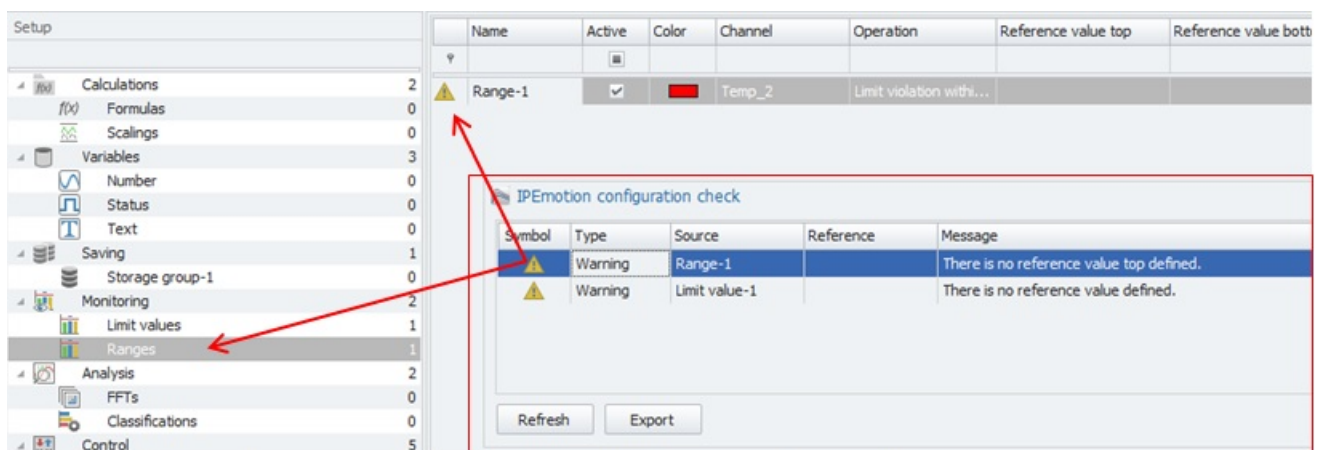 Setup
Calculations 2
f(x) Formulas 0
Scalings 0
Variables 3
Number 0
Status 0
T Text 0
Saving 1
Storage group-1 0
Monitoring 2
Limit values 1
Ranges 1
Analysis 2
FFTs 0
Classifications 0
Control 5
Name Active Color Channel Operation Reference value top Reference value bott
Range-1 Temp_2 Limit violation withi...
IPEmotion configuration check
Symbol Type Source Reference Message
Warning Range-1 There is no reference value top defined.
Warning Limit value-1 There is no reference value defined.
Refresh Export